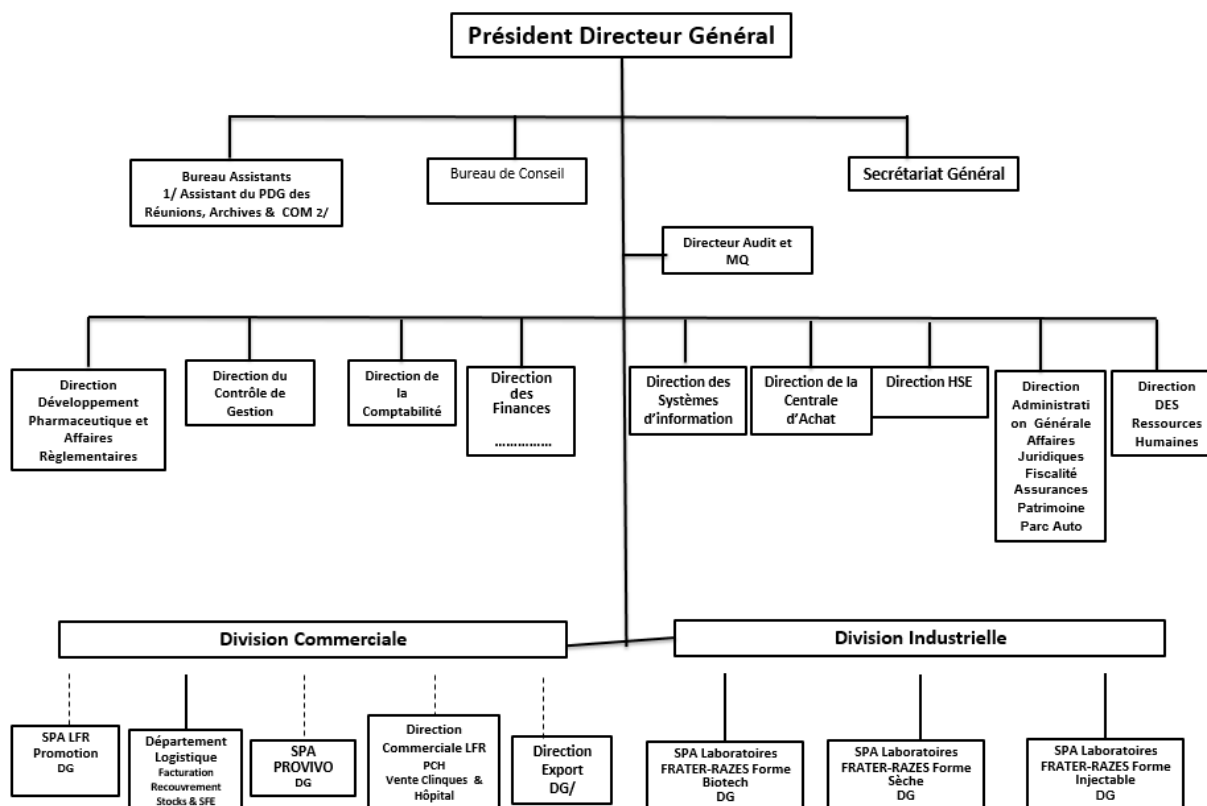 Président Directeur Général
Bureau Assistants
1/ Assistant du PDG des
Réunions, Archives & COM 2/
Bureau de Conseil
Secrétariat Général
Directeur Audit et
MQ
Direction
Développement
Pharmaceutique et
Affaires
Règlementaires
Direction du
Contrôle de
Gestion
Direction de
la
Comptabilité
Direction
des
Finances
……………
Direction des
Systèmes
d’information
Direction de la
Centrale
d’Achat
Direction HSE
Direction
Administrati
on Générale
Affaires
Juridiques
Fiscalité
Assurances
Patrimoine
Parc Auto
Direction
DES
Ressources
Humaines
Division Commerciale
Division Industrielle
SPA LFR
Promotion
DG
Département
Logistique
Facturation
Recouvrement
Stocks & SFE
SPA
PROVIVO
DG
Direction
Commerciale LFR
PCH
Vente Clinques &
Hôpital
Direction
Export
DG/
SPA Laboratoires
FRATER-RAZES Forme
Biotech
DG
SPA Laboratoires
FRATER-RAZES Forme
Sèche
DG
SPA Laboratoires
FRATER-RAZES Forme
Injectable
DG